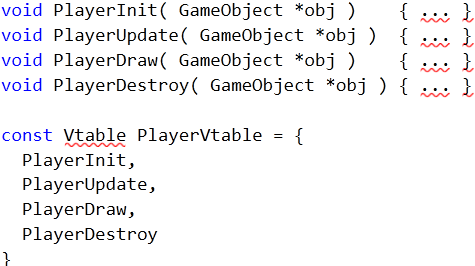 void PlayerInit( GameObject *obj )    { ... }
void PlayerUpdate( GameObject *obj )  { ... }
void PlayerDraw( GameObject *obj )    { ... }
void PlayerDestroy( GameObject *obj ) { ... }
const Vtable PlayerVtable = {
  PlayerInit,
  PlayerUpdate,
  PlayerDraw,
  PlayerDestroy
}